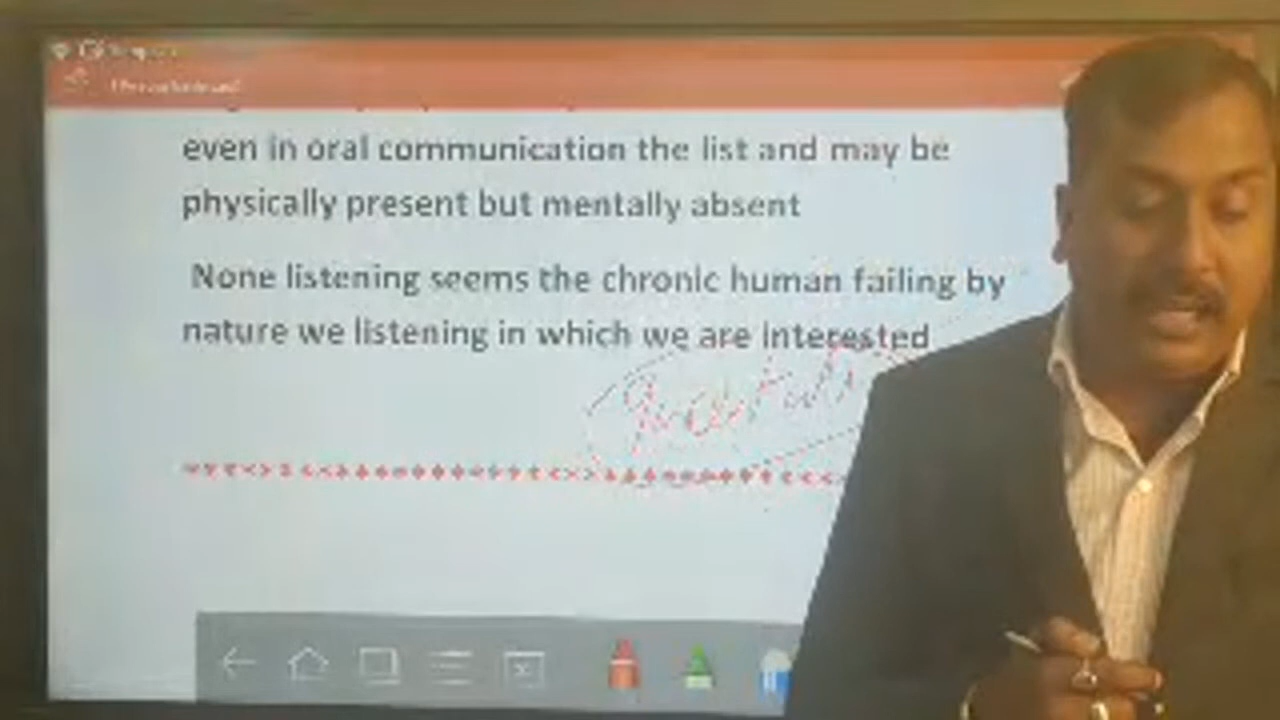 even in oral communication the list and may be
physically present but mentally absent
None listening seems the chronic human failing by
nature we listening in which we are interested